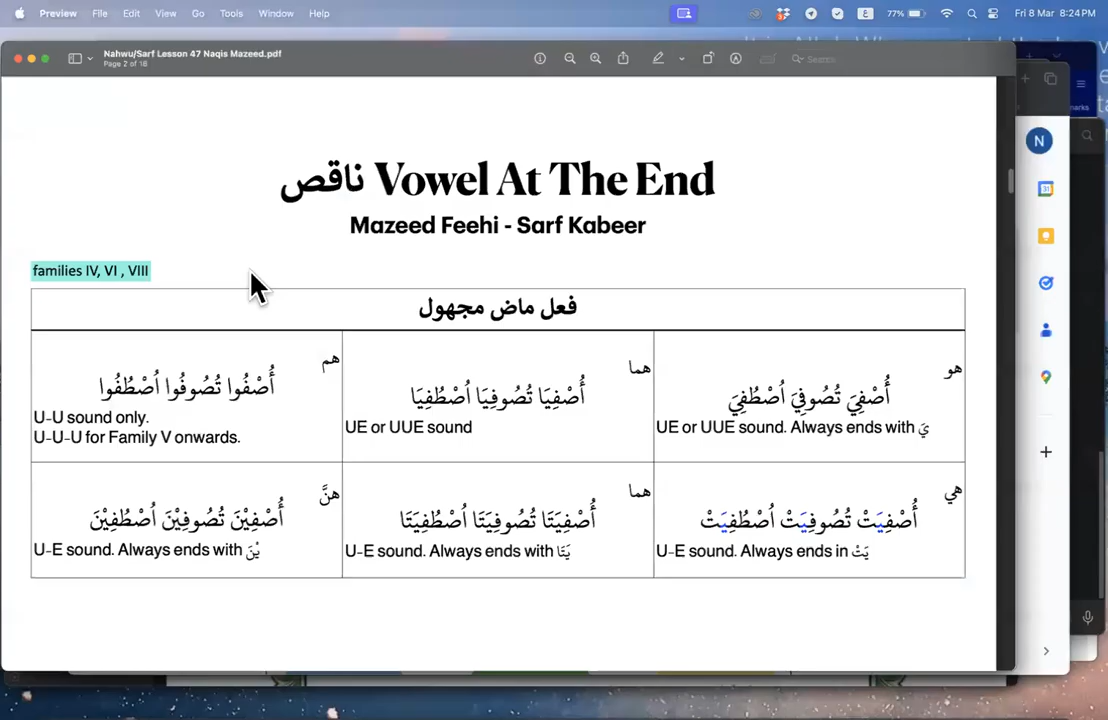 Preview File Edit View Go Tools Window Help
77% Fri 8 Mar 8:24 PM
Nahwu/Sarf Lesson 47 Naqis Mazeed.pdf
Page 2 of 16
Search
ناقص Vowel At The End
Mazeed Feehi - Sarf Kabeer
families IV, VI , VIII
فعل ماض مجهول
هو
أُصْفِيَ تُصُوفِيَ اُصْطُفِيَ
UE or UUE sound. Always ends with يَ
هما
أُصْفِيَا تُصُوفِيَا اُصْطُفِيَا
UE or UUE sound
هم
أُصْفُوا تُصُوفُوا اُصْطُفُوا
U-U sound only.
U-U-U for Family V onwards.
هي
أُصْفِيَتْ تُصُوفِيَتْ اُصْطُفِيَتْ
U-E sound. Always ends in يَتْ
هما
أُصْفِيَتَا تُصُوفِيَتَا اُصْطُفِيَتَا
U-E sound. Always ends with يَتَا
هنَّ
أُصْفِيْنَ تُصُوفِيْنَ اُصْطُفِيْنَ
U-E sound. Always ends with يْنَ
N
31